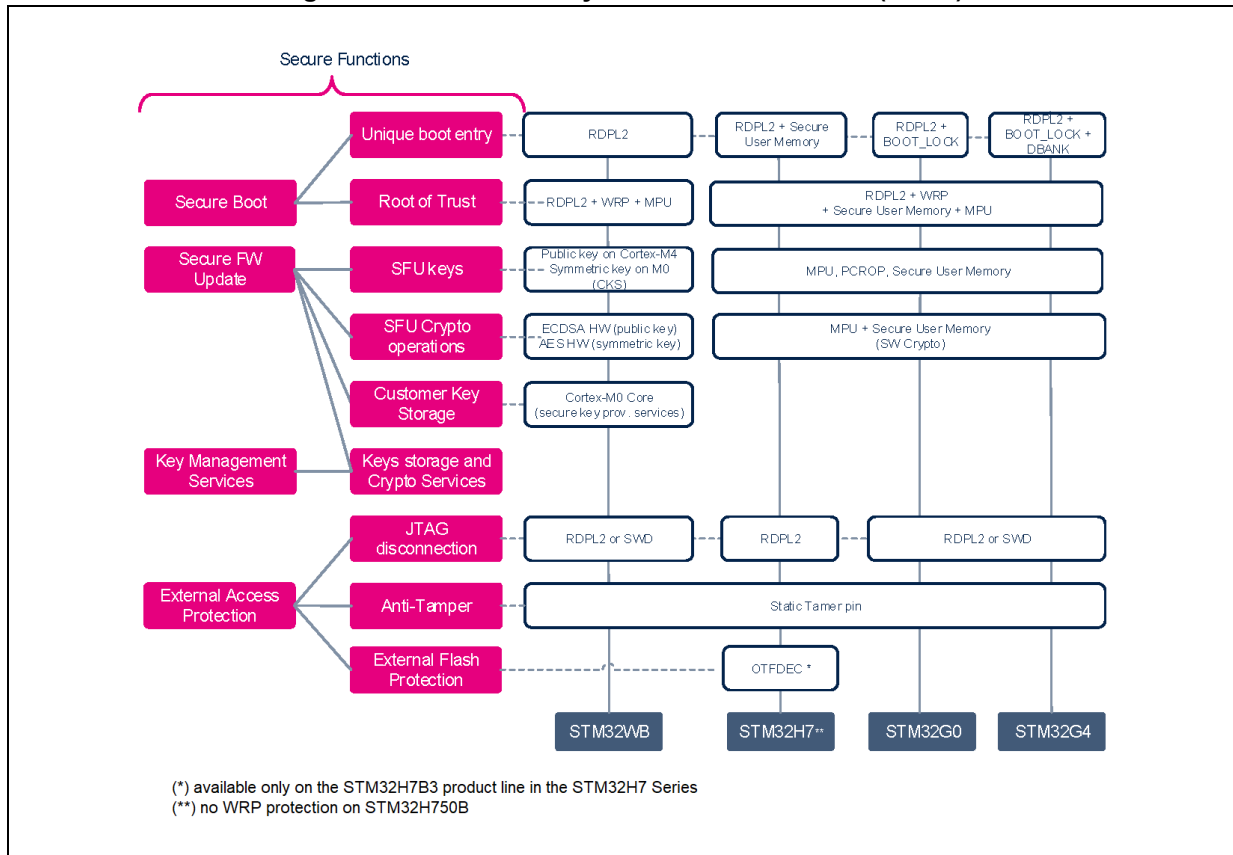 Secure Functions
Unique boot entry
RDPL2
RDPL2 + Secure
User Memory
RDPL2 +
BOOT_LOCK
RDPL2 +
BOOT_LOCK +
DBANK
Secure Boot
Root of Trust
RDPL2 + WRP + MPU
RDPL2 + WRP
+ Secure User Memory + MPU
Secure FW
Update
SFU keys
Public key on Cortex-M4
Symmetric key on M0
(CKS)
MPU, PCROP, Secure User Memory
SFU Crypto
operations
ECDSA HW (public key)
AES HW (symmetric key)
MPU + Secure User Memory
(SW Crypto)
Customer Key
Storage
Cortex-M0 Core
(secure key prov. services)
Key Management
Services
Keys storage and
Crypto Services
JTAG
disconnection
RDPL2 or SWD
RDPL2
RDPL2 or SWD
External Access
Protection
Anti-Tamper
Static Tamer pin
External Flash
Protection
OTFDEC *
STM32WB
STM32H7**
STM32G0
STM32G4
(*) available only on the STM32H7B3 product line in the STM32H7 Series
(**) no WRP protection on STM32H750B